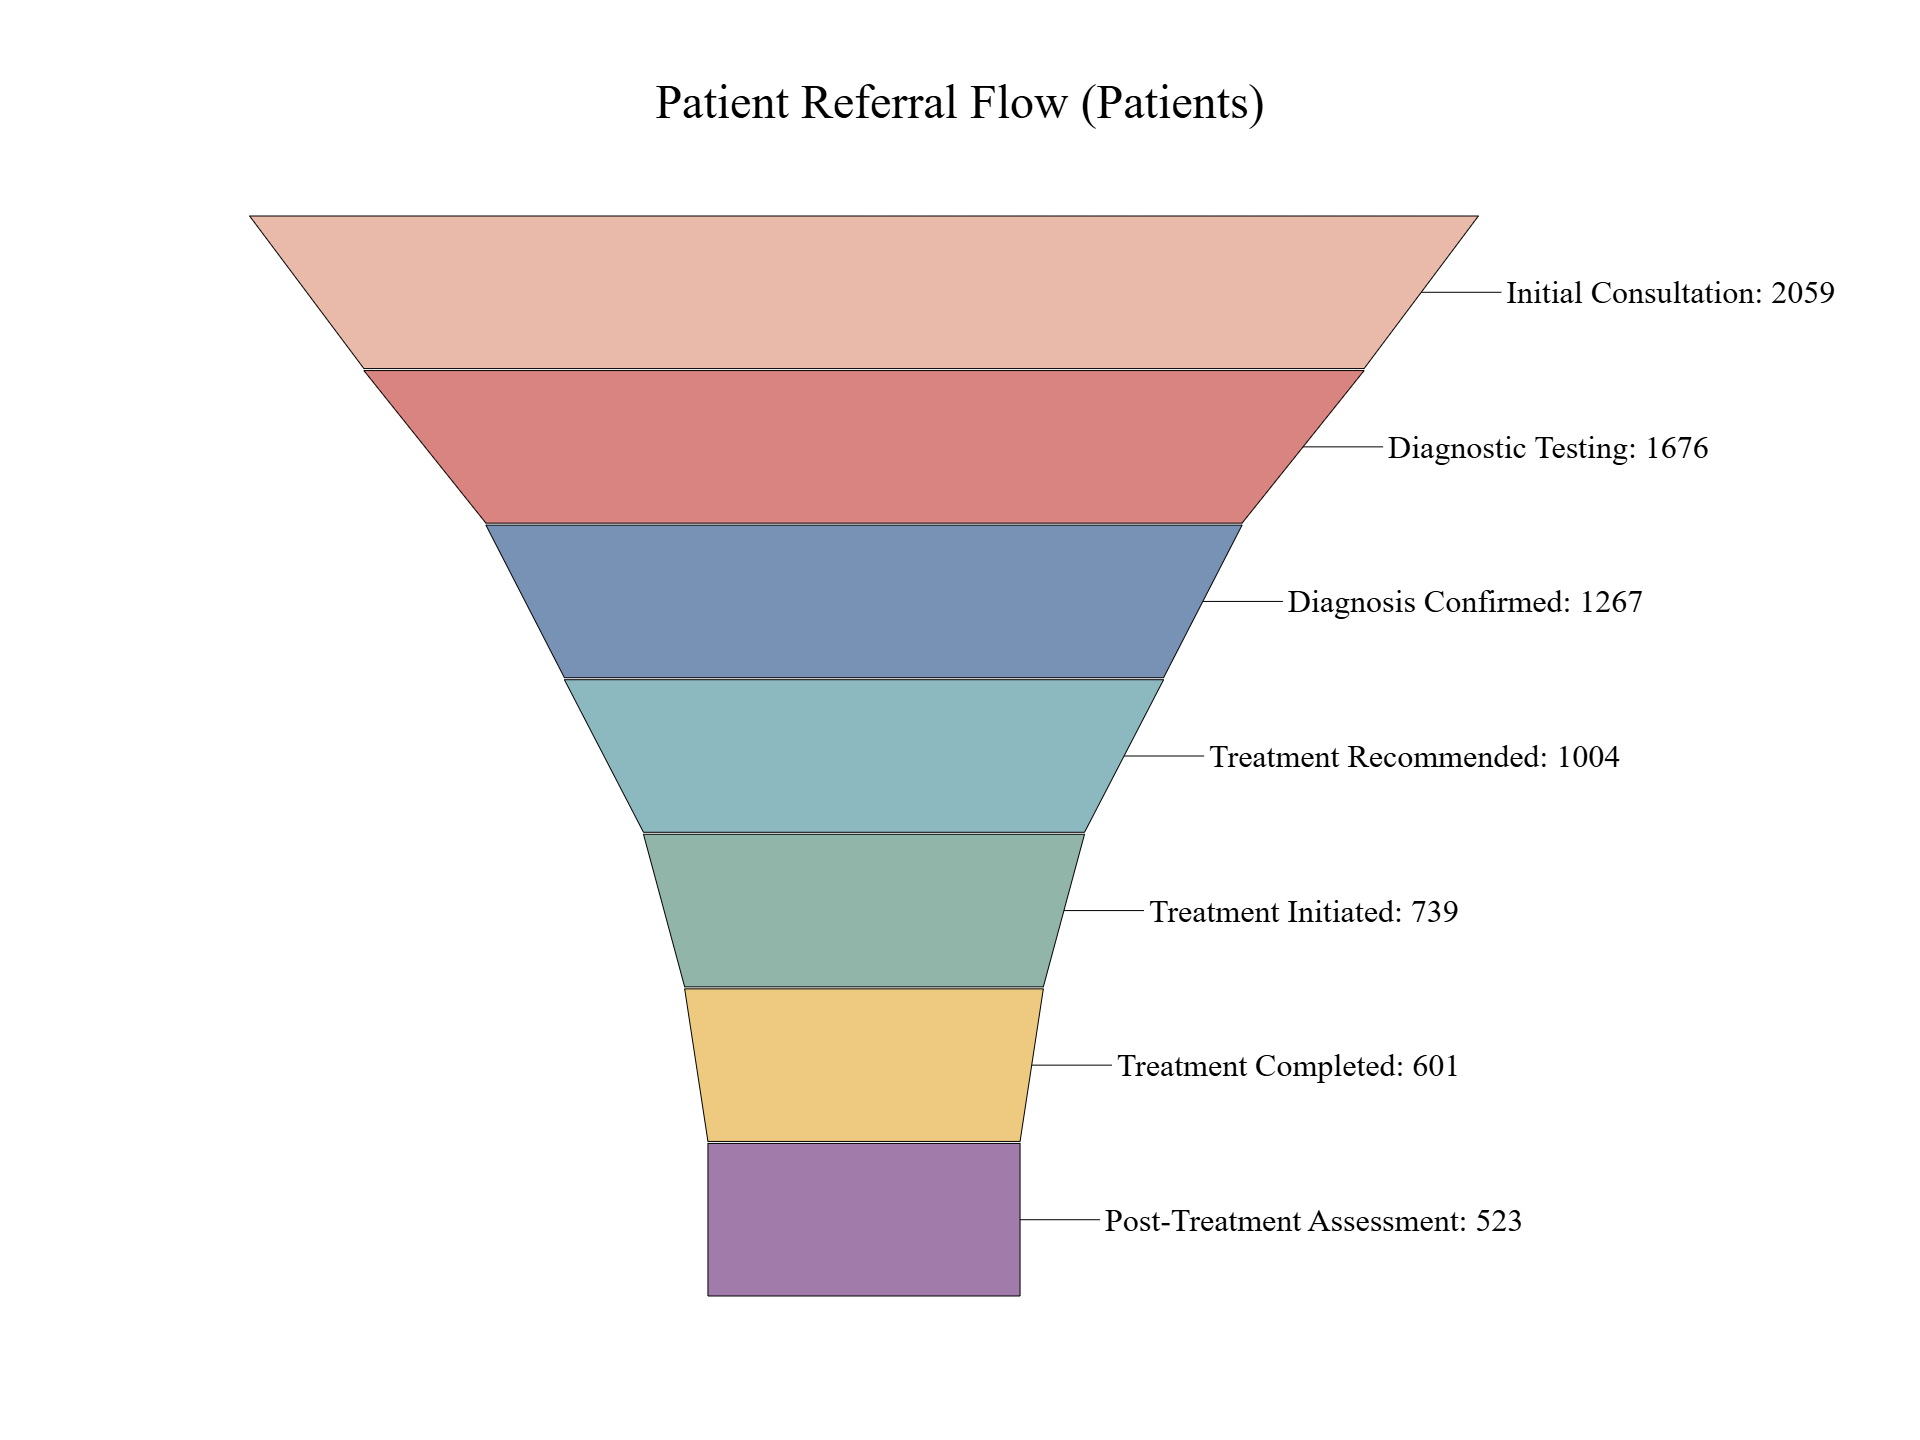 Patient Referral Flow (Patients)
Initial Consultation: 2059
Diagnostic Testing: 1676
Diagnosis Confirmed: 1267
Treatment Recommended: 1004
Treatment Initiated: 739
Treatment Completed: 601
Post-Treatment Assessment: 523